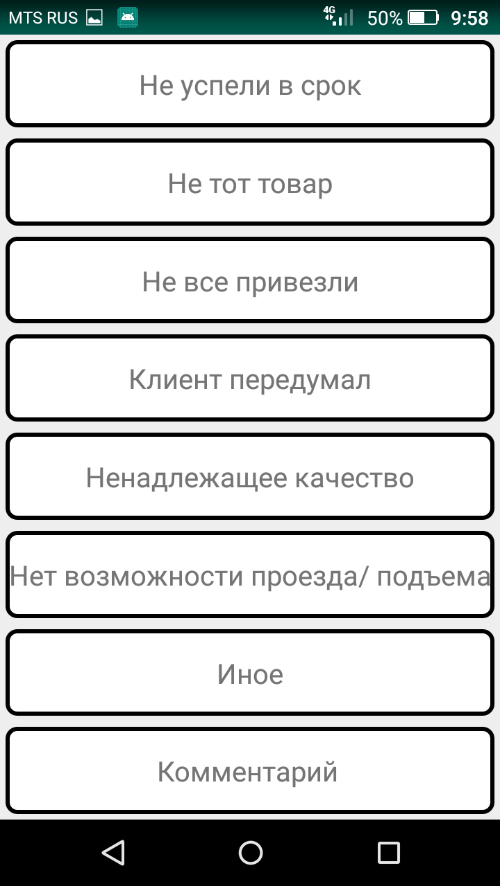 MTS RUS 4G 50% 9:58
Не успели в срок
Не тот товар
Не все привезли
Клиент передумал
Ненадлежащее качество
Нет возможности проезда/ подъема
Иное
Комментарий